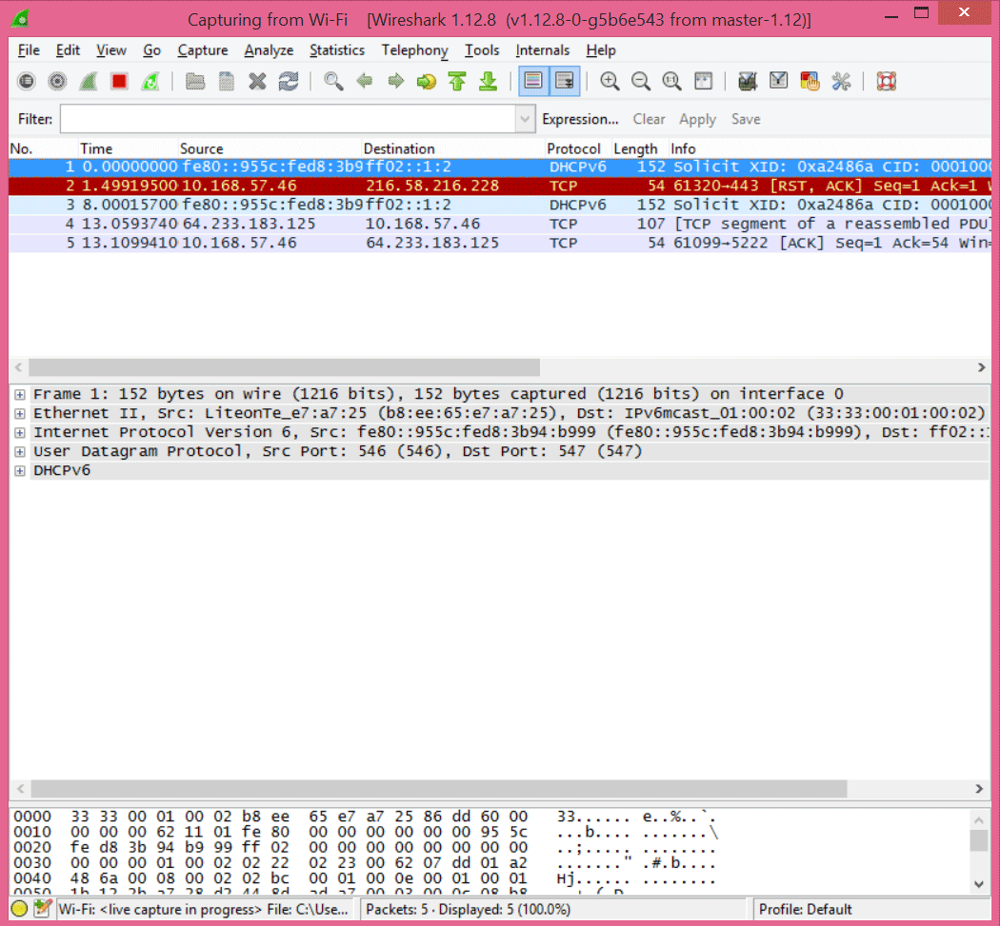 Capturing from Wi-Fi [Wireshark 1.12.8 (v1.12.8-0-g5b6e543 from master-1.12)]
File Edit View Go Capture Analyze Statistics Telephony Tools Internals Help
Filter: Expression... Clear Apply Save
No. Time Source Destination Protocol Length Info
1 0.00000000 fe80::955c:fed8:3b9 ff02::1:2 DHCPv6 152 Solicit XID: 0xa2486a CID: 000100
2 1.49919500 10.168.57.46 216.58.216.228 TCP 54 61320→443 [RST, ACK] Seq=1 Ack=1 W
3 8.00015700 fe80::955c:fed8:3b9 ff02::1:2 DHCPv6 152 Solicit XID: 0xa2486a CID: 000100
4 13.0593740 64.233.183.125 10.168.57.46 TCP 107 [TCP segment of a reassembled PDU]
5 13.1099410 10.168.57.46 64.233.183.125 TCP 54 61099→5222 [ACK] Seq=1 Ack=54 Win=
Frame 1: 152 bytes on wire (1216 bits), 152 bytes captured (1216 bits) on interface 0
Ethernet II, Src: LiteonTe_e7:a7:25 (b8:ee:65:e7:a7:25), Dst: IPv6mcast_01:00:02 (33:33:00:01:00:02)
Internet Protocol Version 6, Src: fe80::955c:fed8:3b94:b999 (fe80::955c:fed8:3b94:b999), Dst: ff02::
User Datagram Protocol, Src Port: 546 (546), Dst Port: 547 (547)
DHCPv6
0000 33 33 00 01 00 02 b8 ee 65 e7 a7 25 86 dd 60 00 33...... e..%..`.
0010 00 00 00 62 11 01 fe 80 00 00 00 00 00 00 95 5c ...b.... .......\
0020 fe d8 3b 94 b9 99 ff 02 00 00 00 00 00 00 00 00 ..;..... ........
0030 00 00 00 01 00 02 02 22 02 23 00 62 07 dd 01 a2 ......." .#.b....
0040 48 6a 00 08 00 02 02 bc 00 01 00 0e 00 01 00 01 Hj...... ........
Wi-Fi: <live capture in progress> File: C:\Use... Packets: 5 · Displayed: 5 (100.0%) Profile: Default